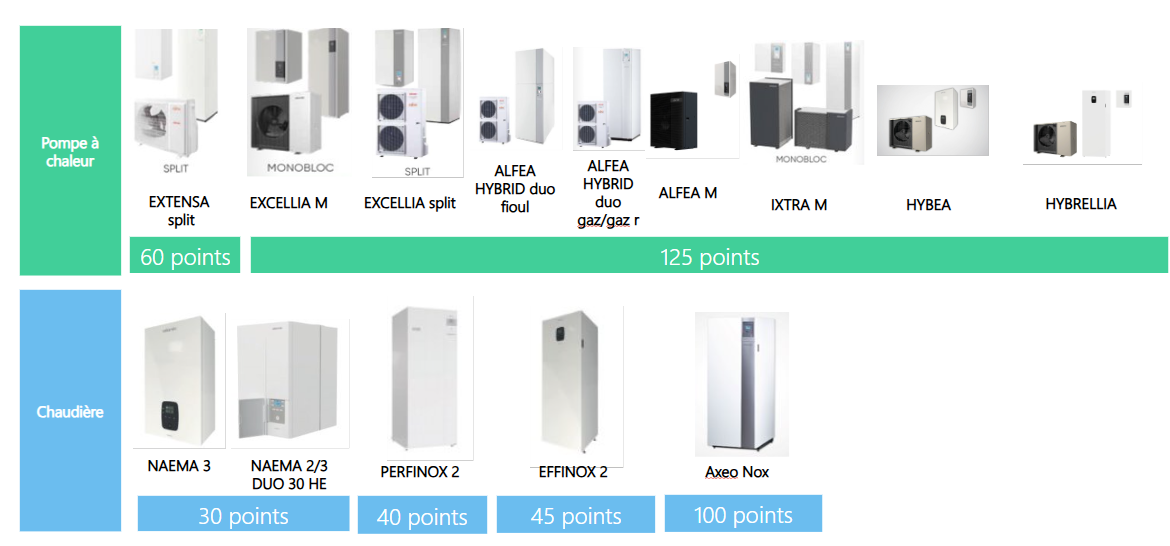 Pompe à
chaleur
SPLIT
MONOBLOC
SPLIT
MONOBLOC
EXTENSA
split
EXCELLIA M
EXCELLIA split
ALFEA
HYBRID duo
fioul
ALFEA
HYBRID
duo
gaz/gaz r
ALFEA M
IXTRA M
HYBEA
HYBRELLIA
60 points
125 points
Chaudière
NAEMA 3
NAEMA 2/3
DUO 30 HE
PERFINOX 2
EFFINOX 2
Axeo Nox
30 points
40 points
45 points
100 points